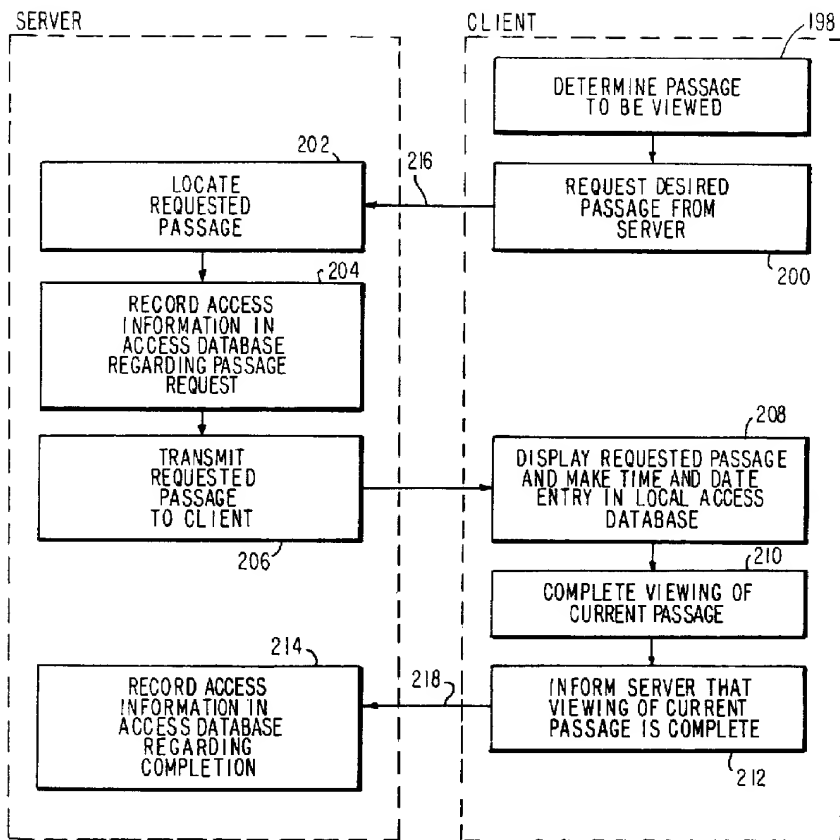 SERVER
CLIENT
198
DETERMINE PASSAGE
TO BE VIEWED
202
216
LOCATE
REQUESTED
PASSAGE
REQUEST DESIRED
PASSAGE FROM
SERVER
200
204
RECORD ACCESS
INFORMATION IN
ACCESS DATABASE
REGARDING PASSAGE
REQUEST
TRANSMIT
REQUESTED
PASSAGE
TO CLIENT
206
208
DISPLAY REQUESTED PASSAGE
AND MAKE TIME AND DATE
ENTRY IN LOCAL ACCESS
DATABASE
210
COMPLETE VIEWING OF
CURRENT PASSAGE
214
218
RECORD ACCESS
INFORMATION IN
ACCESS DATABASE
REGARDING
COMPLETION
INFORM SERVER THAT
VIEWING OF CURRENT
PASSAGE IS COMPLETE
212